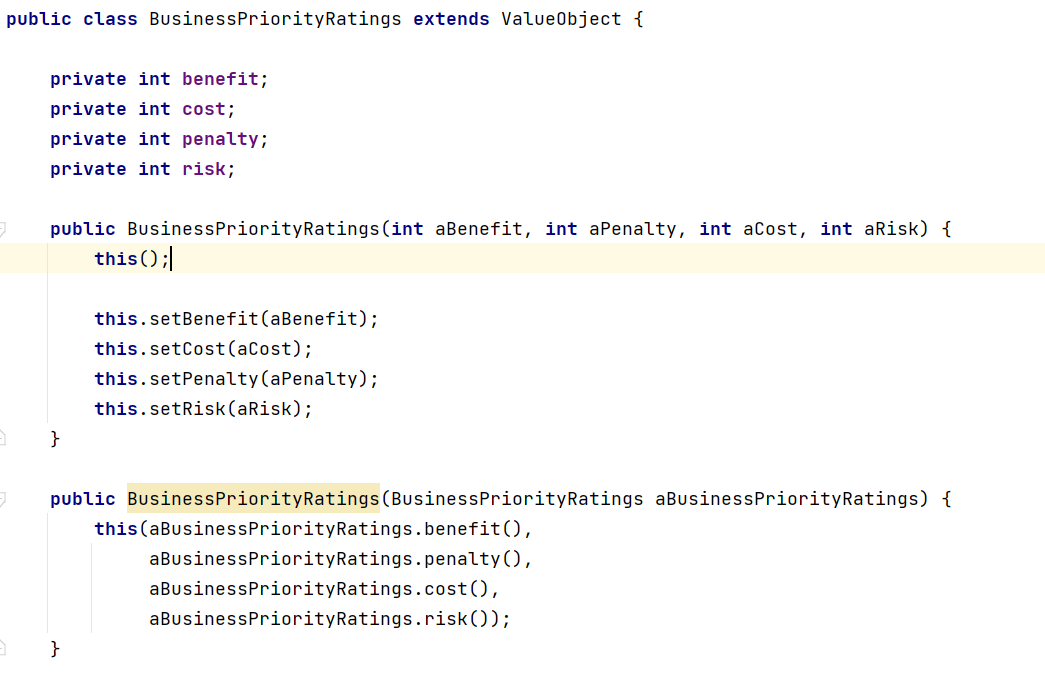 public class BusinessPriorityRatings extends ValueObject {
private int benefit;
private int cost;
private int penalty;
private int risk;
public BusinessPriorityRatings(int aBenefit, int aPenalty, int aCost, int aRisk) {
this();
this.setBenefit(aBenefit);
this.setCost(aCost);
this.setPenalty(aPenalty);
this.setRisk(aRisk);
}
public BusinessPriorityRatings(BusinessPriorityRatings aBusinessPriorityRatings) {
this(aBusinessPriorityRatings.benefit(),
aBusinessPriorityRatings.penalty(),
aBusinessPriorityRatings.cost(),
aBusinessPriorityRatings.risk());
}